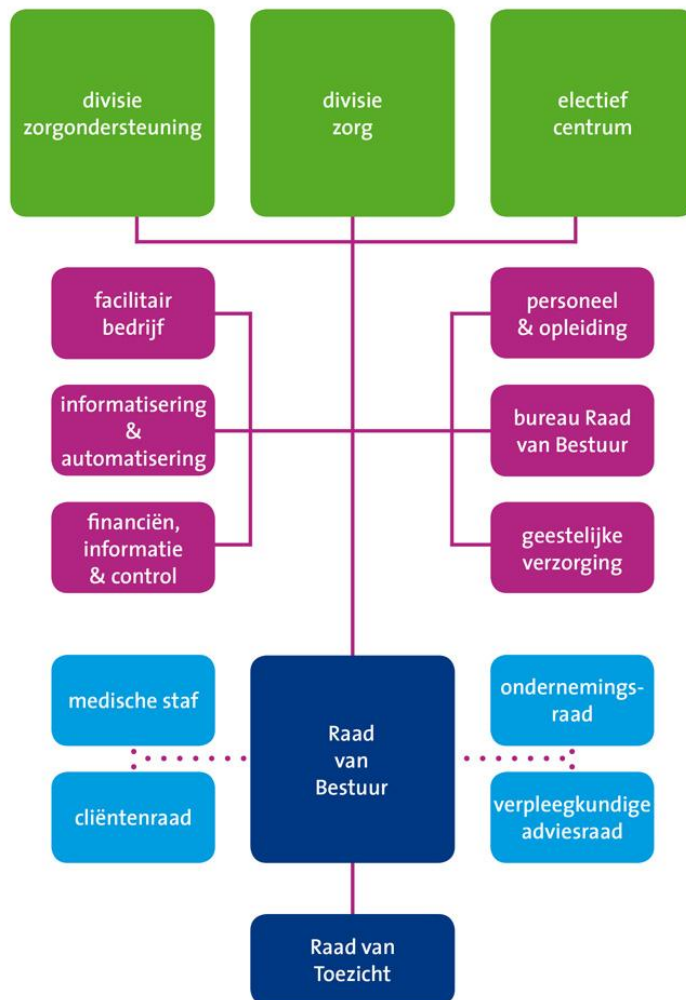 divisie
zorgondersteuning
divisie
zorg
electief
centrum
facilitair
bedrijf
personeel
& opleiding
informatisering
&
automatisering
bureau Raad
van Bestuur
financiën,
informatie
& control
geestelijke
verzorging
medische staf
Raad
van
Bestuur
ondernemings-
raad
cliëntenraad
verpleegkundige
adviesraad
Raad van
Toezicht